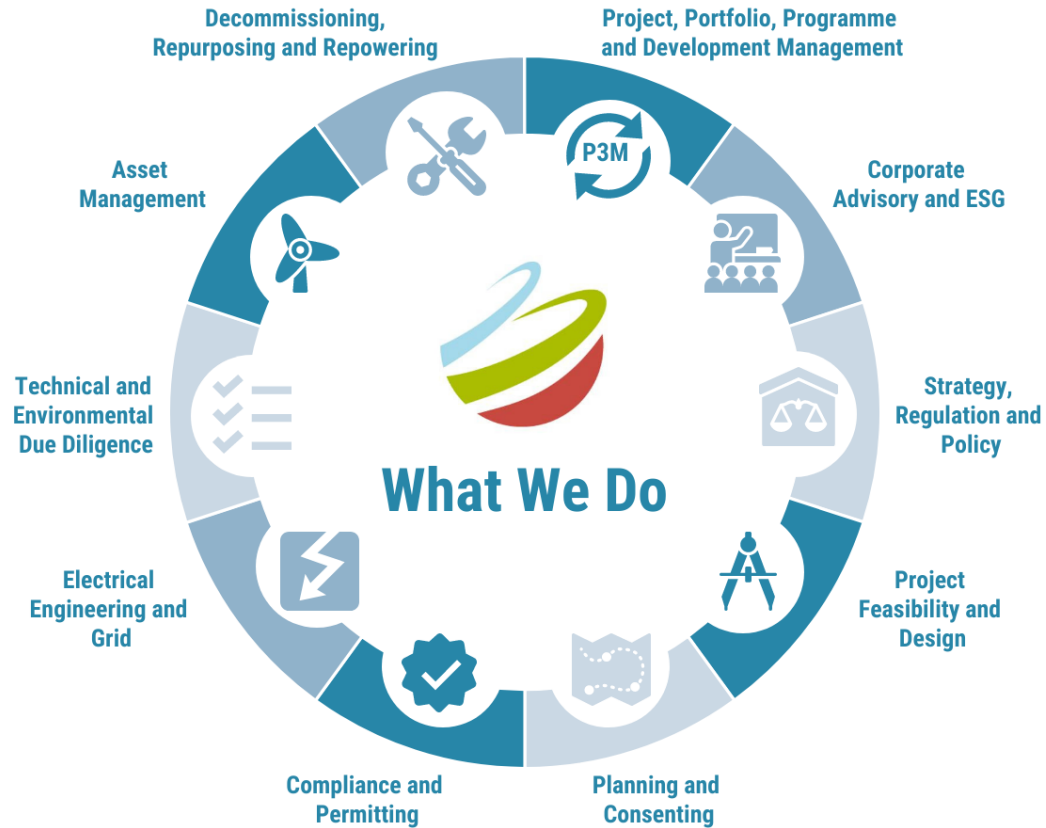 Decommissioning,
Repurposing and Repowering
Project, Portfolio, Programme
and Development Management
P3M
Asset
Management
Corporate
Advisory and ESG
Technical and
Environmental
Due Diligence
Strategy,
Regulation and
Policy
What We Do
Electrical
Engineering and
Grid
Project
Feasibility and
Design
Compliance and
Permitting
Planning and
Consenting